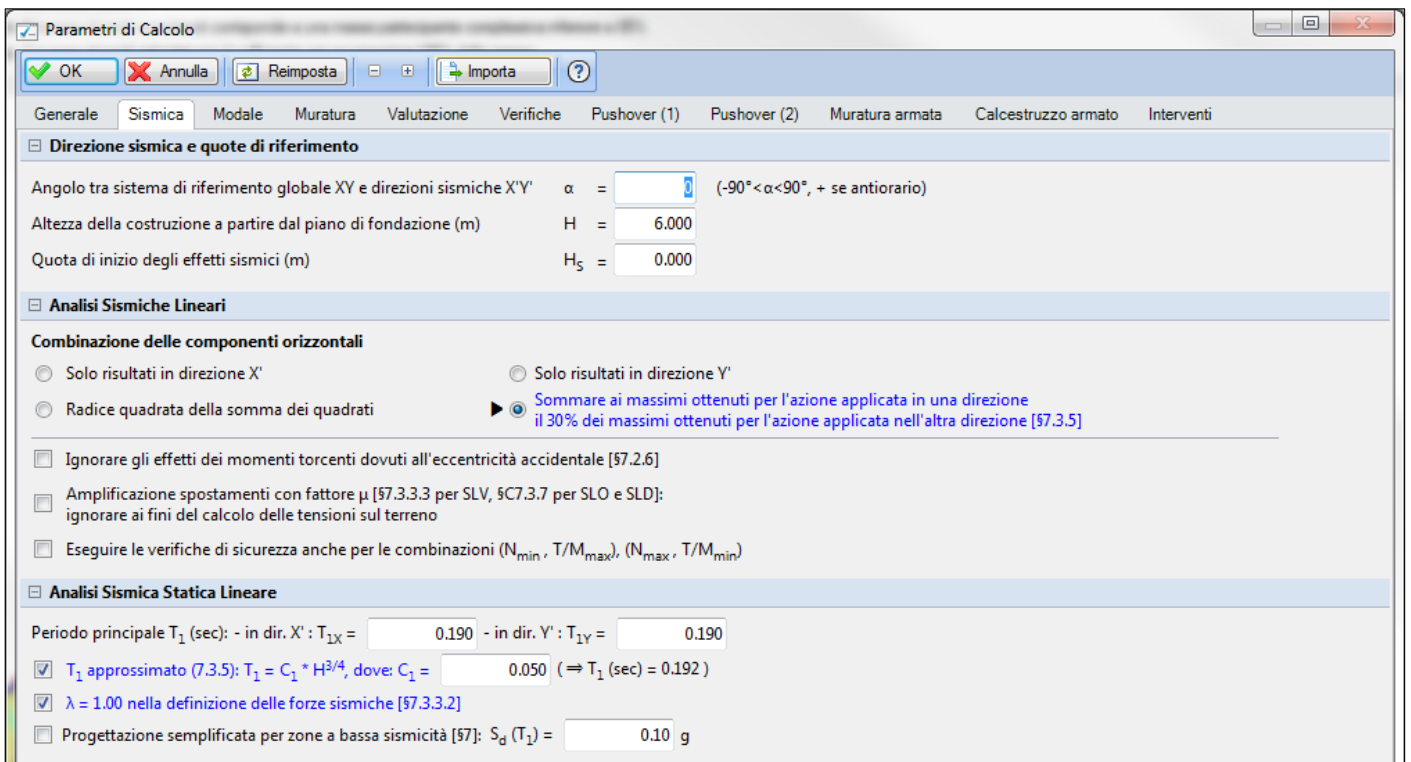 Parametri di Calcolo
OK Annulla Reimposta Importa ?
Generale Sismica Modale Muratura Valutazione Verifiche Pushover (1) Pushover (2) Muratura armata Calcestruzzo armato Interventi
Direzione sismica e quote di riferimento
Angolo tra sistema di riferimento globale XY e direzioni sismiche X'Y' α = 0 (-90°<α<90°, + se antiorario)
Altezza della costruzione a partire dal piano di fondazione (m) H = 6.000
Quota di inizio degli effetti sismici (m) HS = 0.000
Analisi Sismiche Lineari
Combinazione delle componenti orizzontali
Solo risultati in direzione X' Solo risultati in direzione Y'
Radice quadrata della somma dei quadrati Sommare ai massimi ottenuti per l'azione applicata in una direzione
il 30% dei massimi ottenuti per l'azione applicata nell'altra direzione [§7.3.5]
Ignorare gli effetti dei momenti torcenti dovuti all'eccentricità accidentale [§7.2.6]
Amplificazione spostamenti con fattore μ [§7.3.3.3 per SLV, §C7.3.7 per SLO e SLD]:
ignorare ai fini del calcolo delle tensioni sul terreno
Eseguire le verifiche di sicurezza anche per le combinazioni (Nmin , T/Mmax), (Nmax , T/Mmin)
Analisi Sismica Statica Lineare
Periodo principale T1 (sec): - in dir. X' : T1X = 0.190 - in dir. Y' : T1Y = 0.190
T1 approssimato (7.3.5): T1 = C1 * H3/4, dove: C1 = 0.050 ( ⇒ T1 (sec) = 0.192 )
λ = 1.00 nella definizione delle forze sismiche [§7.3.3.2]
Progettazione semplificata per zone a bassa sismicità [§7]: Sd (T1) = 0.10 g